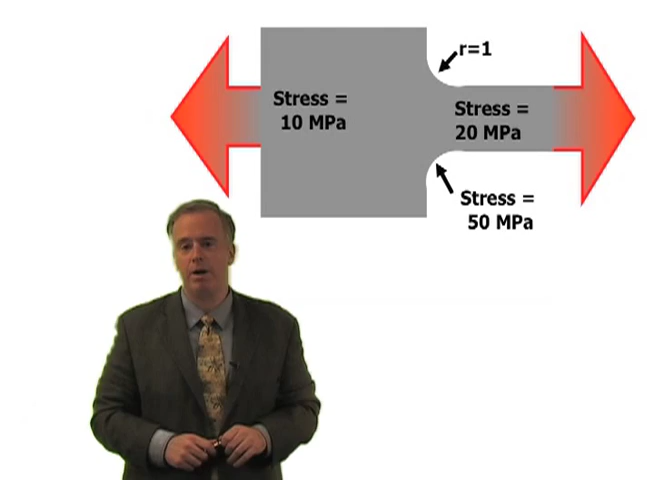 r=1
Stress =
10 MPa
Stress =
20 MPa
Stress =
50 MPa